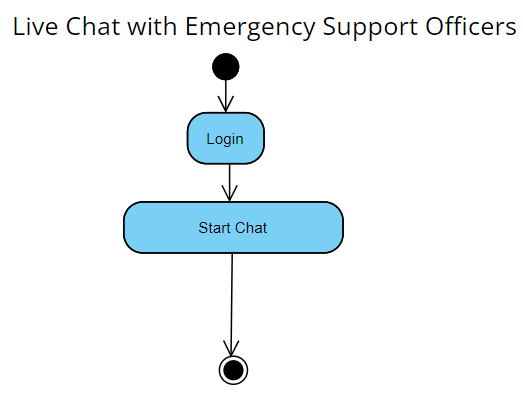 Live Chat with Emergency Support Officers
Login
Start Chat